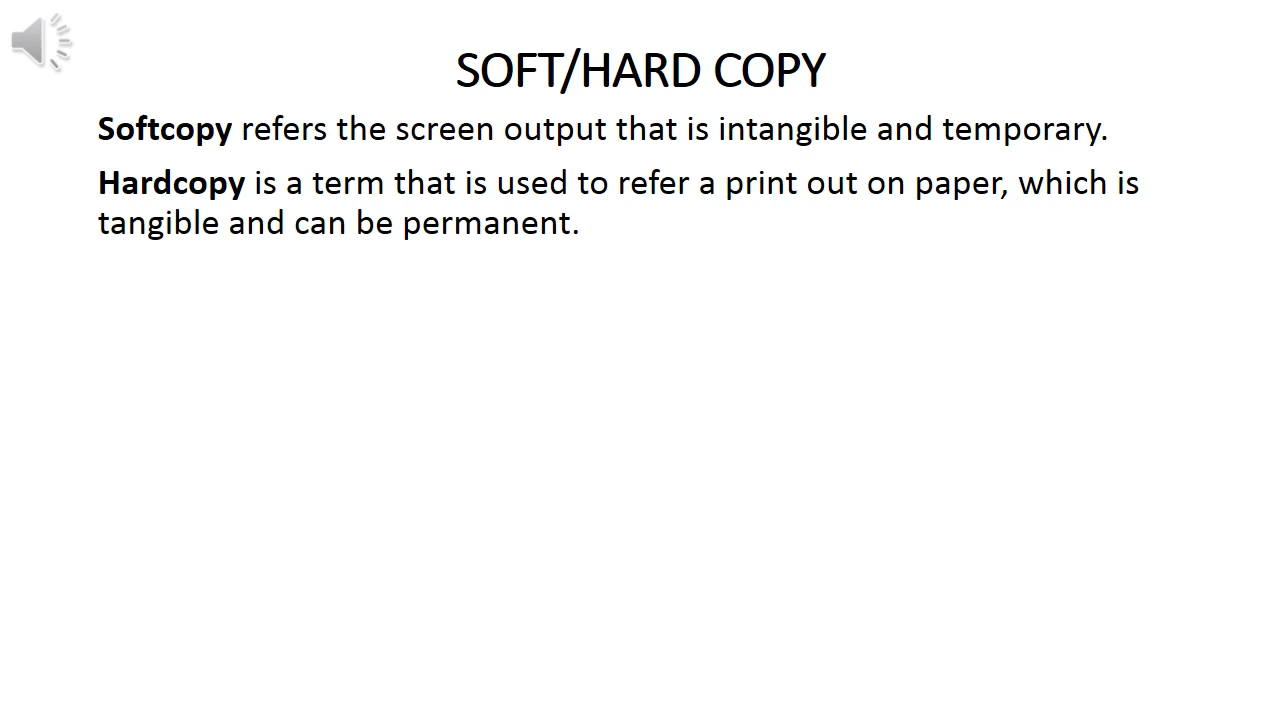 SOFT/HARD COPY
Softcopy refers the screen output that is intangible and temporary.
Hardcopy is a term that is used to refer a print out on paper, which is
tangible and can be permanent.